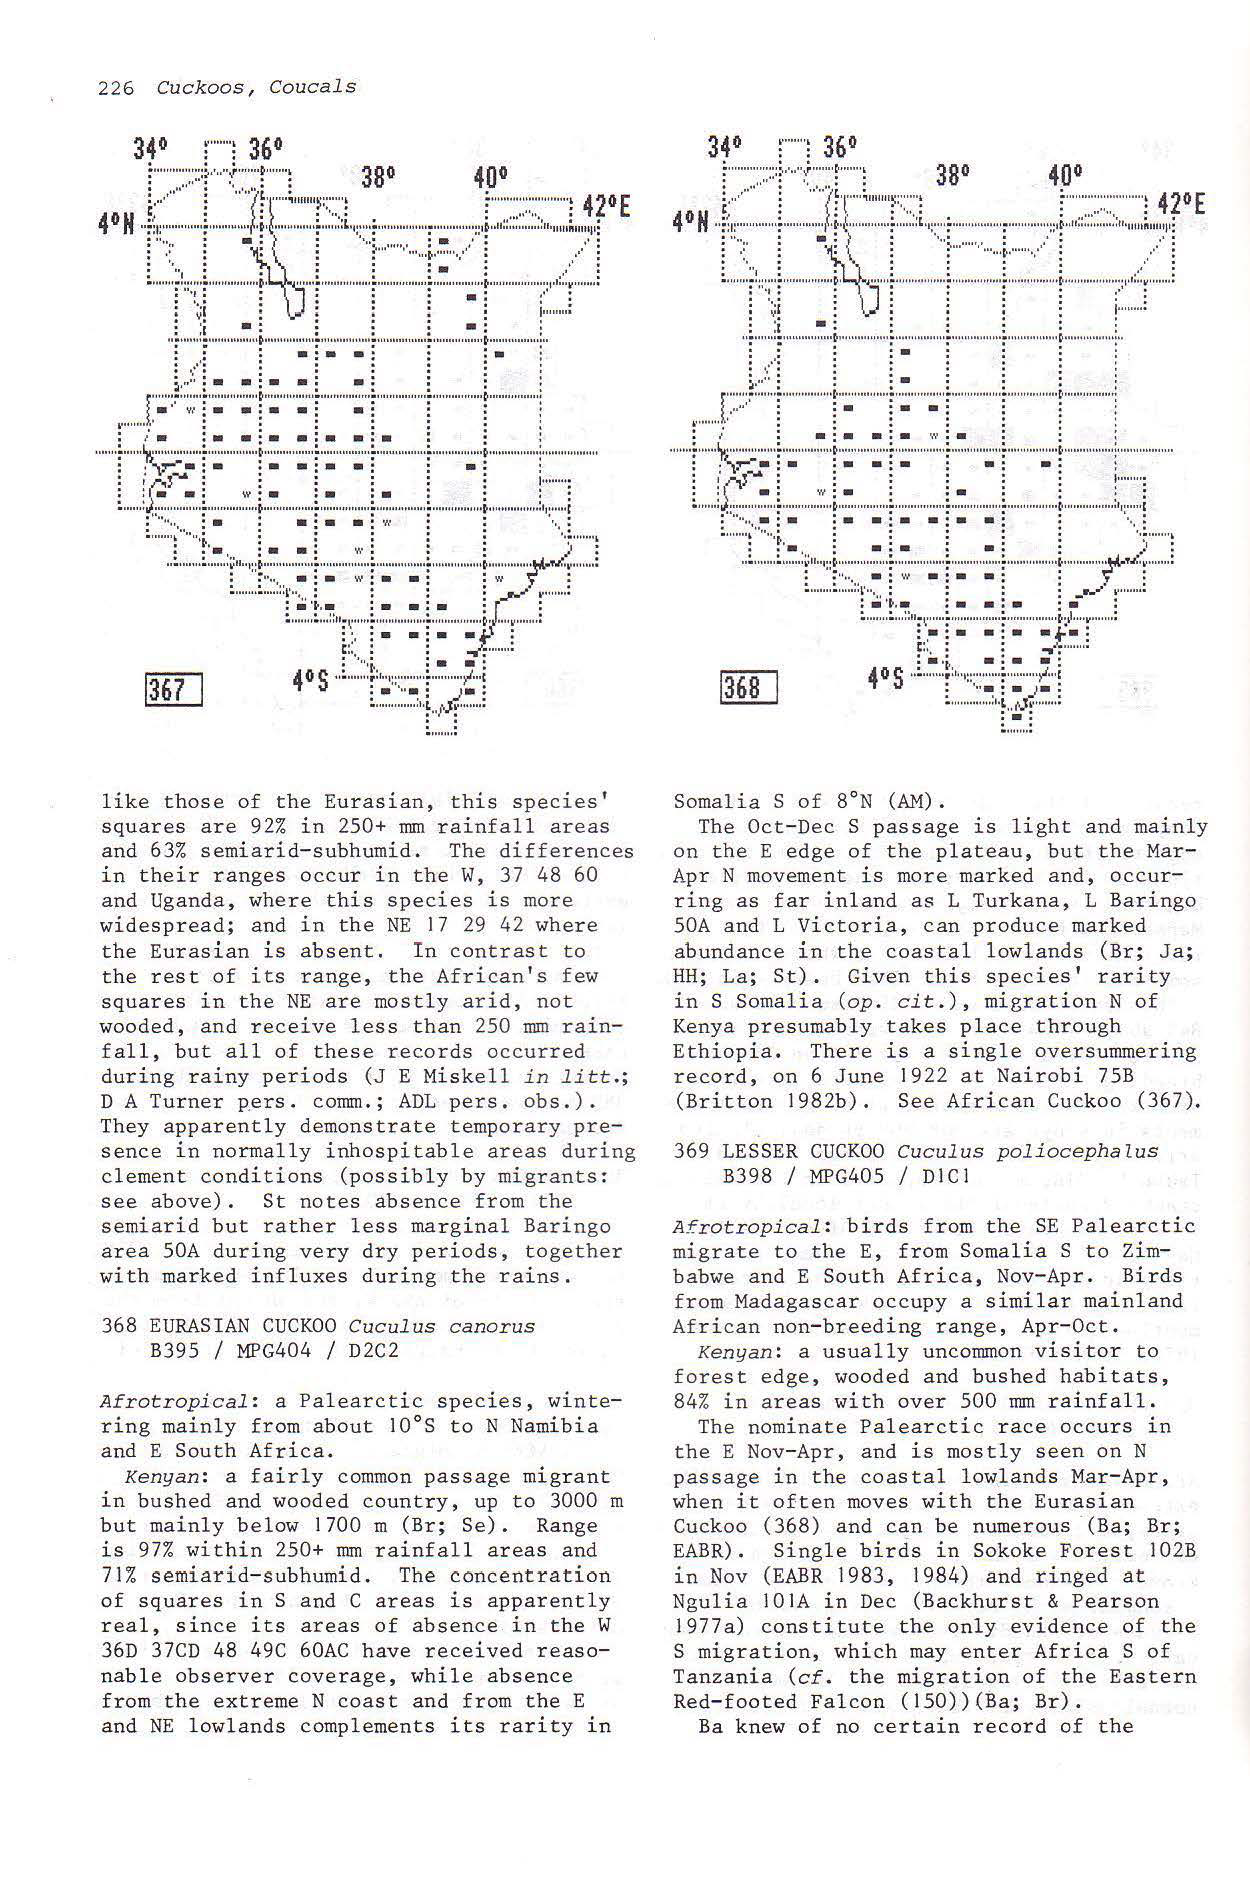 226 Cuckoos, Coucals
34° 36°
38° 40°
42°E
4°N
4°S
367
34° 36°
38° 40°
42°E
4°N
4°S
368
like those of the Eurasian, this species'
squares are 92% in 250+ mm rainfall areas
and 63% semiarid-subhumid. The differences
in their ranges occur in the W, 37 48 60
and Uganda, where this species is more
widespread; and in the NE 17 29 42 where
the Eurasian is absent. In contrast to
the rest of its range, the African's few
squares in the NE are mostly arid, not
wooded, and receive less than 250 mm rain-
fall, but all of these records occurred
during rainy periods (J E Miskell in litt.;
D A Turner pers. comm.; ADL pers. obs.).
They apparently demonstrate temporary pre-
sence in normally inhospitable areas during
clement conditions (possibly by migrants:
see above). St notes absence from the
semiarid but rather less marginal Baringo
area 50A during very dry periods, together
with marked influxes during the rains.
368 EURASIAN CUCKOO Cuculus canorus
B395 / MPG404 / D2C2
Afrotropical: a Palearctic species, winte-
ring mainly from about 10°S to N Namibia
and E South Africa.
Kenyan: a fairly common passage migrant
in bushed and wooded country, up to 3000 m
but mainly below 1700 m (Br; Se). Range
is 97% within 250+ mm rainfall areas and
71% semiarid-subhumid. The concentration
of squares in S and C areas is apparently
real, since its areas of absence in the W
36D 37CD 48 49C 60AC have received reaso-
nable observer coverage, while absence
from the extreme N coast and from the E
and NE lowlands complements its rarity in
Somalia S of 8°N (AM).
The Oct-Dec S passage is light and mainly
on the E edge of the plateau, but the Mar-
Apr N movement is more marked and, occur-
ring as far inland as L Turkana, L Baringo
50A and L Victoria, can produce marked
abundance in the coastal lowlands (Br; Ja;
HH; La; St). Given this species' rarity
in S Somalia (op. cit.), migration N of
Kenya presumably takes place through
Ethiopia. There is a single oversummering
record, on 6 June 1922 at Nairobi 75B
(Britton 1982b). See African Cuckoo (367).
369 LESSER CUCKOO Cuculus poliocephalus
B398 / MPG405 / D1C1
Afrotropical: birds from the SE Palearctic
migrate to the E, from Somalia S to Zim-
babwe and E South Africa, Nov-Apr. Birds
from Madagascar occupy a similar mainland
African non-breeding range, Apr-Oct.
Kenyan: a usually uncommon visitor to
forest edge, wooded and bushed habitats,
84% in areas with over 500 mm rainfall.
The nominate Palearctic race occurs in
the E Nov-Apr, and is mostly seen on N
passage in the coastal lowlands Mar-Apr,
when it often moves with the Eurasian
Cuckoo (368) and can be numerous (Ba; Br;
EABR). Single birds in Sokoke Forest 102B
in Nov (EABR 1983, 1984) and ringed at
Ngulia 101A in Dec (Backhurst & Pearson
1977a) constitute the only evidence of the
S migration, which may enter Africa S of
Tanzania (cf. the migration of the Eastern
Red-footed Falcon (150))(Ba; Br).
Ba knew of no certain record of the